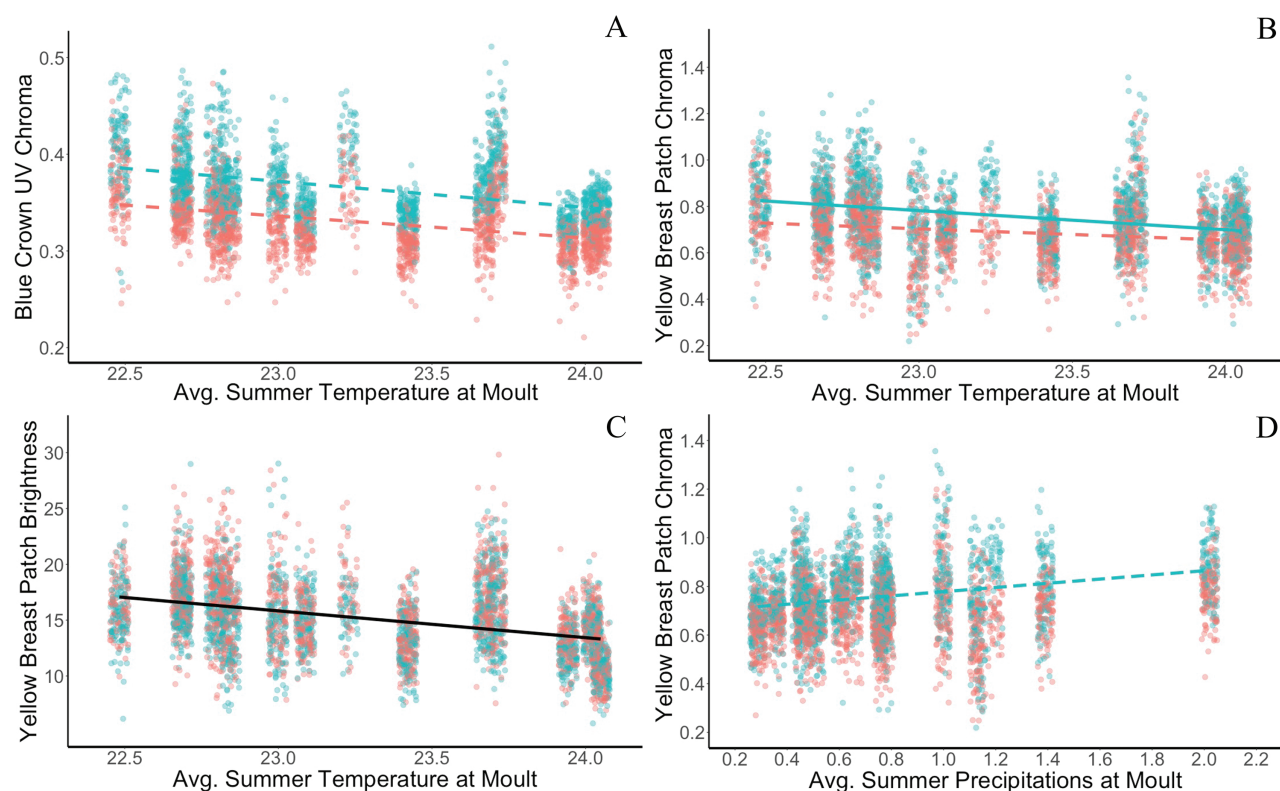 A
Blue Crown UV Chroma
0.5
0.4
0.3
0.2
22.5 23.0 23.5 24.0
Avg. Summer Temperature at Moult
B
Yellow Breast Patch Chroma
1.4
1.2
1.0
0.8
0.6
0.4
0.2
22.5 23.0 23.5 24.0
Avg. Summer Temperature at Moult
C
Yellow Breast Patch Brightness
30
25
20
15
10
22.5 23.0 23.5 24.0
Avg. Summer Temperature at Moult
D
Yellow Breast Patch Chroma
1.4
1.2
1.0
0.8
0.6
0.4
0.2
0.2 0.4 0.6 0.8 1.0 1.2 1.4 1.6 1.8 2.0 2.2
Avg. Summer Precipitations at Moult